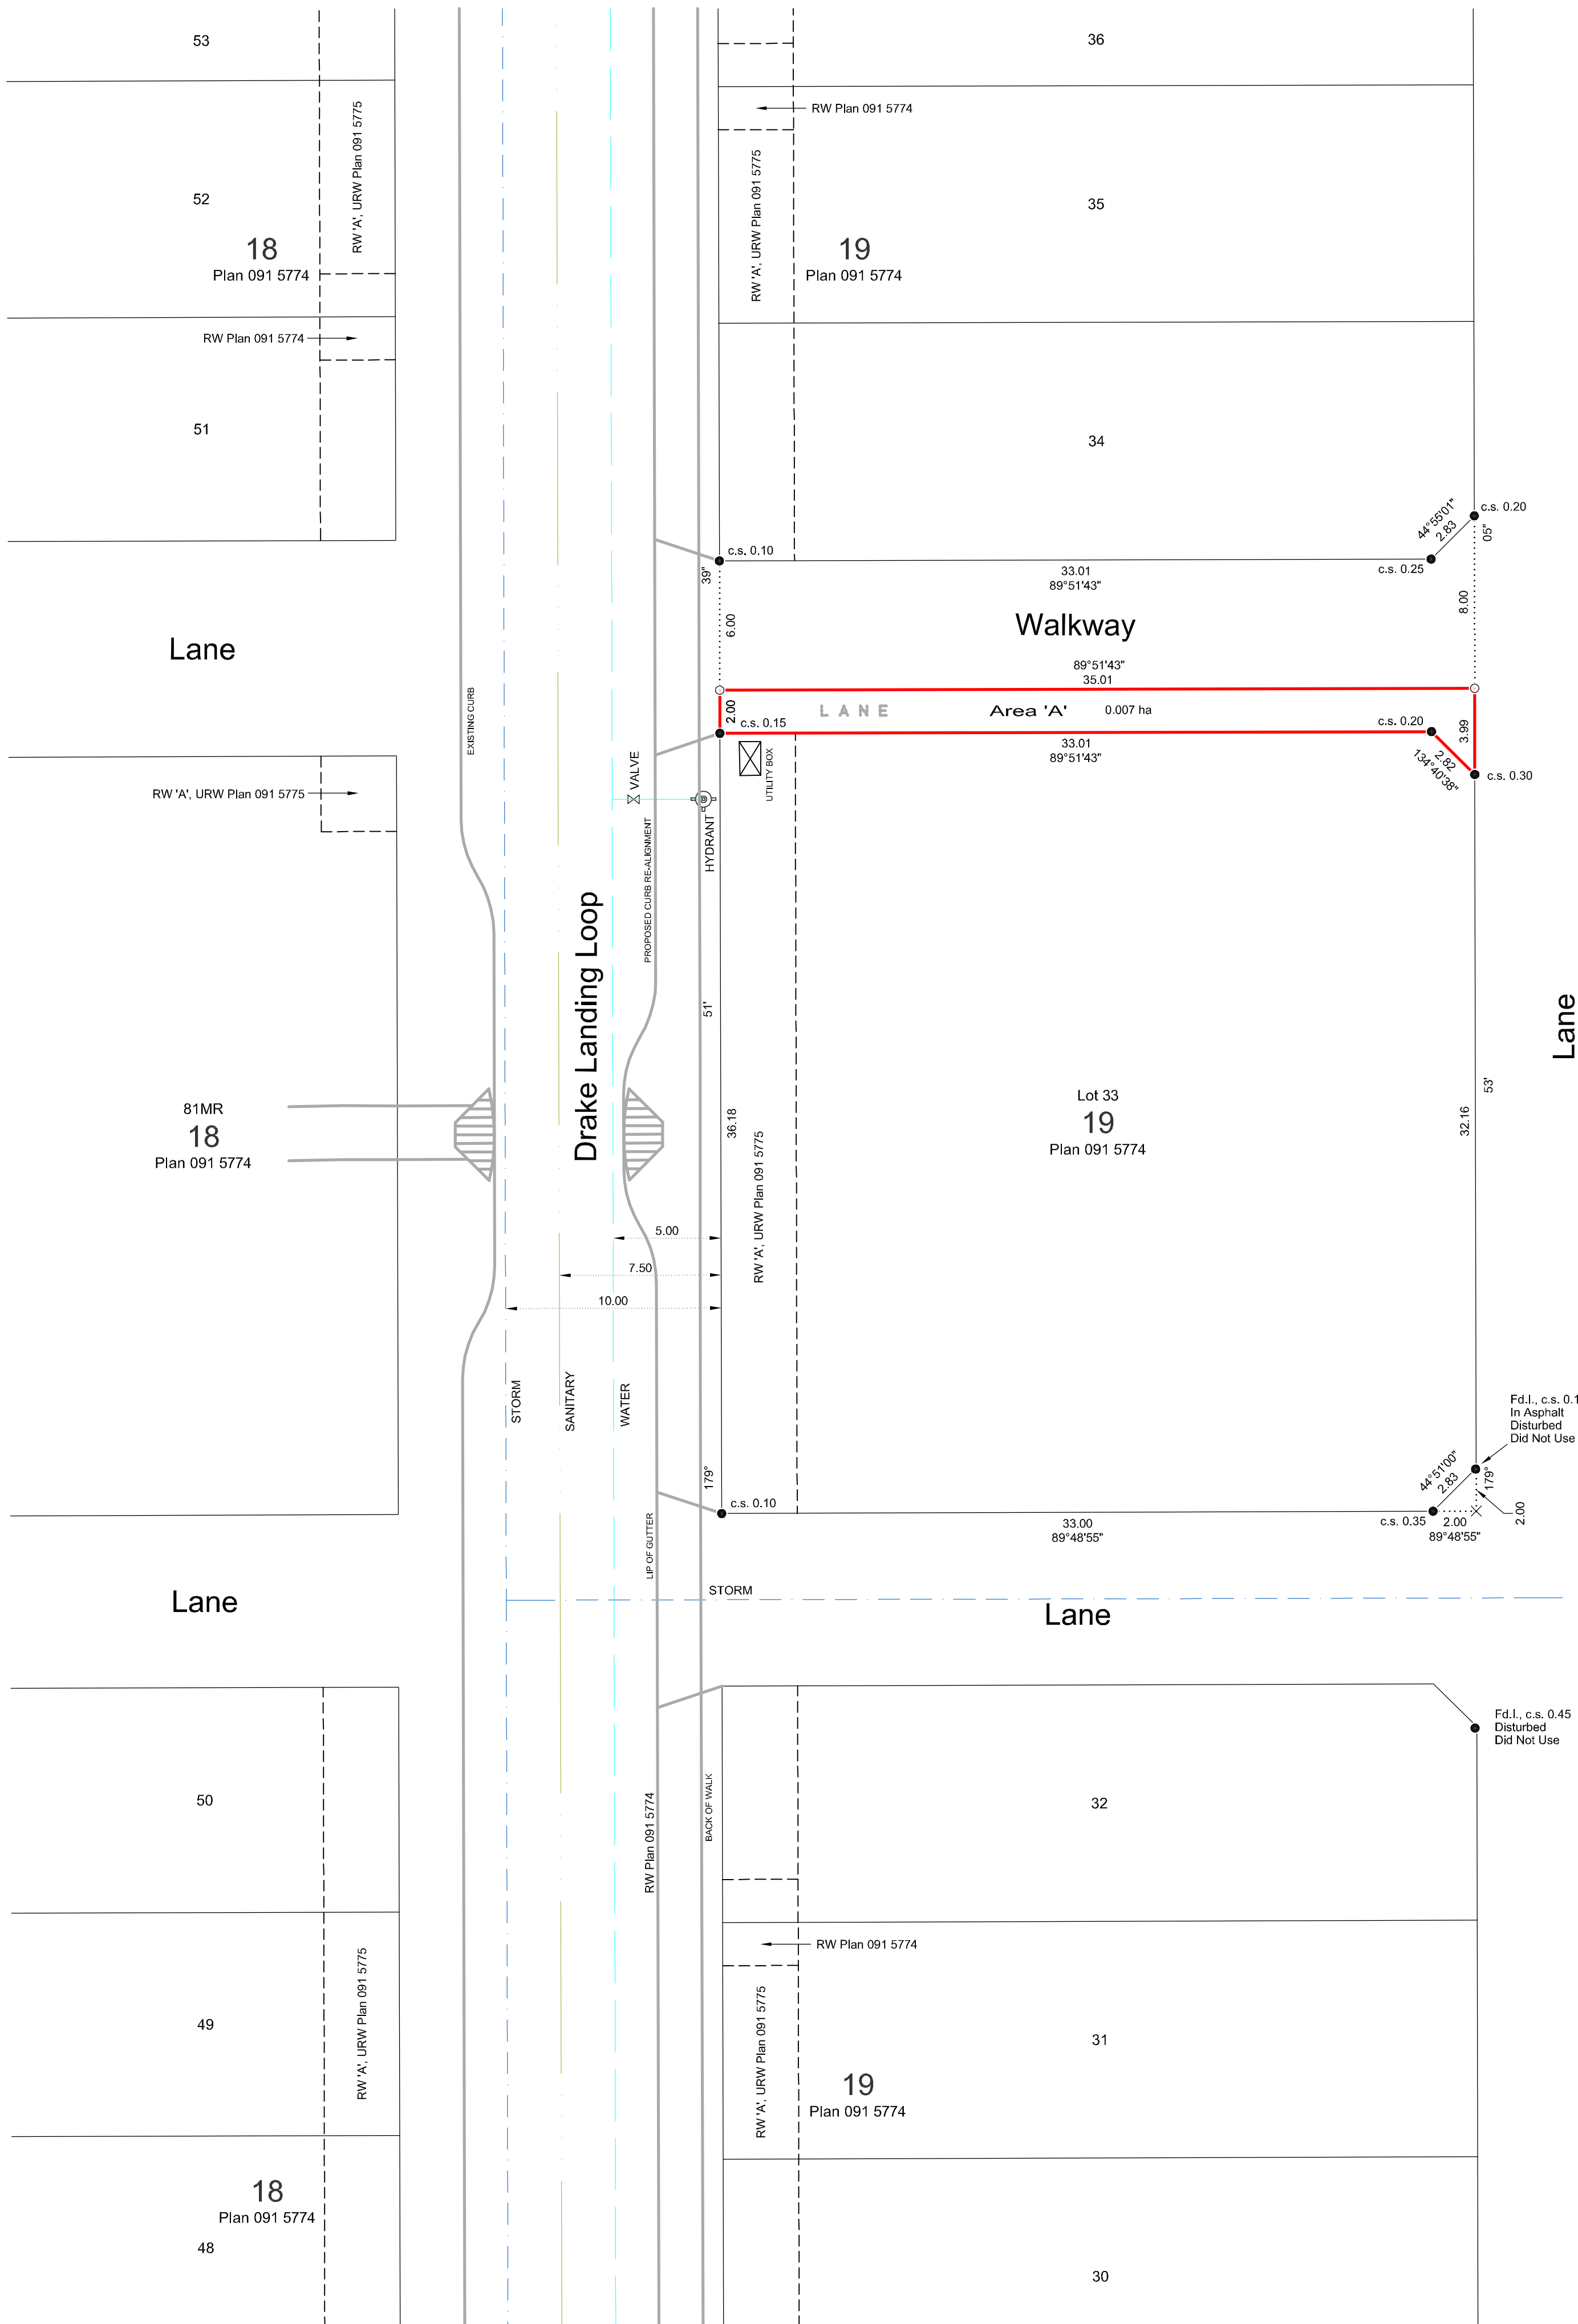 53
36
RW Plan 091 5774
RW 'A', URW Plan 091 5775
RW 'A', URW Plan 091 5775
52
35
18
Plan 091 5774
19
Plan 091 5774
RW Plan 091 5774
51
34
44°55'01"
2.83
c.s. 0.20
05"
c.s. 0.10
c.s. 0.25
39"
33.01
89°51'43"
8.00
6.00
Walkway
Lane
89°51'43"
35.01
2.00
c.s. 0.15
LANE
Area 'A'
0.007 ha
c.s. 0.20
3.99
33.01
89°51'43"
2.82
134°40'38"
c.s. 0.30
EXISTING CURB
VALVE
UTILITY BOX
RW 'A', URW Plan 091 5775
HYDRANT
PROPOSED CURB RE-ALIGNMENT
Drake Landing Loop
51'
Lane
53'
81MR
18
Plan 091 5774
36.18
Lot 33
19
Plan 091 5774
32.16
RW 'A', URW Plan 091 5775
5.00
7.50
10.00
STORM
SANITARY
WATER
Fd.I., c.s. 0.1
In Asphalt
Disturbed
Did Not Use
179°
44°51'00"
2.83
179°
c.s. 0.10
33.00
89°48'55"
c.s. 0.35
2.00
89°48'55"
2.00
LIP OF GUTTER
STORM
Lane
Lane
Fd.I., c.s. 0.45
Disturbed
Did Not Use
50
32
RW Plan 091 5774
BACK OF WALK
RW Plan 091 5774
49
RW 'A', URW Plan 091 5775
31
RW 'A', URW Plan 091 5775
19
Plan 091 5774
18
Plan 091 5774
48
30